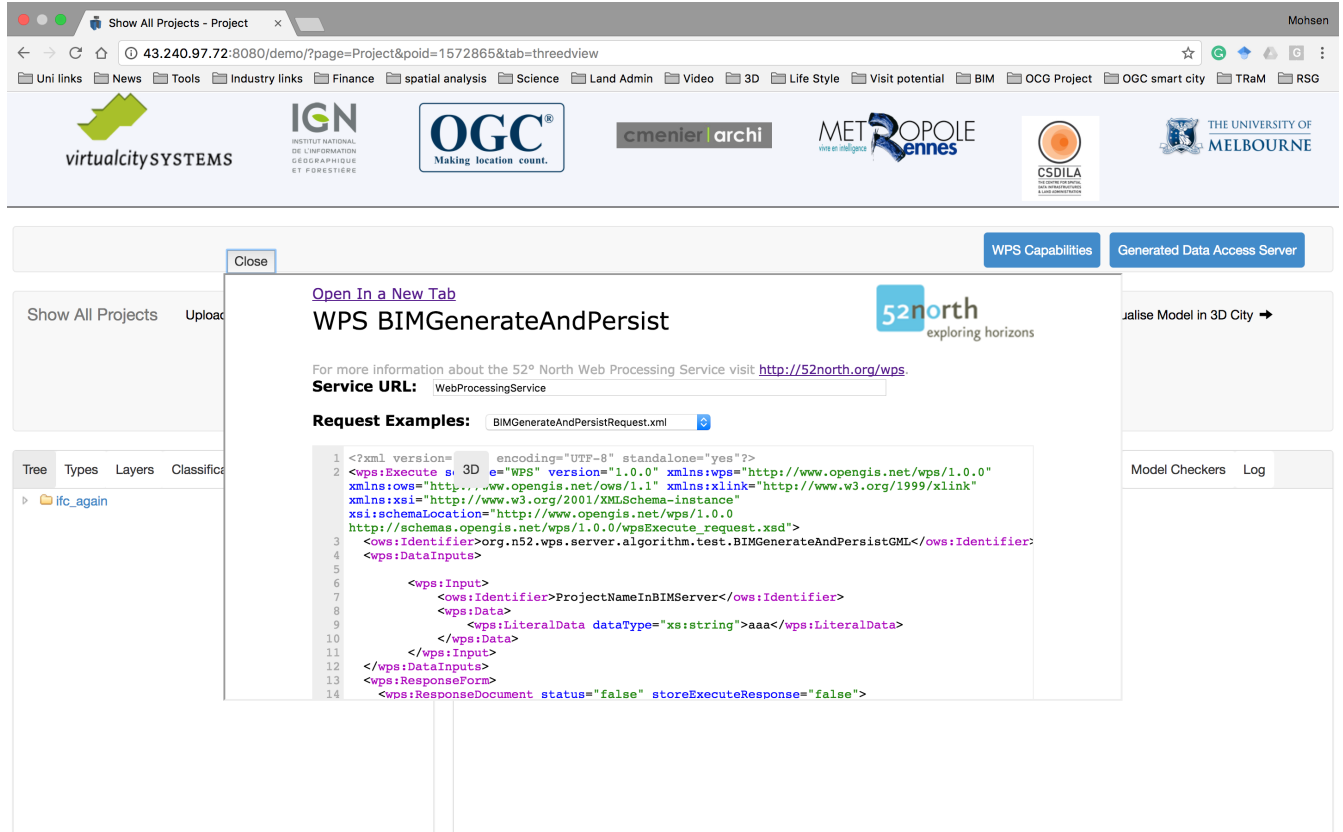 Show All Projects - Project
Mohsen
43.240.97.72:8080/demo/?page=Project&poid=1572865&tab=threedview
Uni links News Tools Industry links Finance spatial analysis Science Land Admin Video 3D Life Style Visit potential BIM OCG Project OGC smart city TRaM RSG
virtualcitySYSTEMS
IGN
INSTITUT NATIONAL
DE L'INFORMATION
GÉOGRAPHIQUE
ET FORESTIÈRE
OGC®
Making location count.
cmenier|archi
METROPOLE
vivre en intelligence Rennes
CSDILA
THE CENTRE FOR SPATIAL
DATA INFRASTRUCTURES
& LAND ADMINISTRATION
THE UNIVERSITY OF
MELBOURNE
WPS Capabilities
Generated Data Access Server
Close
Show All Projects Upload
ualise Model in 3D City
Open In a New Tab
WPS BIMGenerateAndPersist
52north
exploring horizons
For more information about the 52° North Web Processing Service visit http://52north.org/wps.
Service URL: WebProcessingService
Request Examples: BIMGenerateAndPersistRequest.xml
Tree Types Layers Classifica
Model Checkers Log
ifc_again
3D
1 <?xml version= encoding="UTF-8" standalone="yes"?>
2 <wps:Execute s e="WPS" version="1.0.0" xmlns:wps="http://www.opengis.net/wps/1.0.0"
xmlns:ows="http://www.opengis.net/ows/1.1" xmlns:xlink="http://www.w3.org/1999/xlink"
xmlns:xsi="http://www.w3.org/2001/XMLSchema-instance"
xsi:schemaLocation="http://www.opengis.net/wps/1.0.0
http://schemas.opengis.net/wps/1.0.0/wpsExecute_request.xsd">
3 <ows:Identifier>org.n52.wps.server.algorithm.test.BIMGenerateAndPersistGML</ows:Identifier>
4 <wps:DataInputs>
5
6 <wps:Input>
7 <ows:Identifier>ProjectNameInBIMServer</ows:Identifier>
8 <wps:Data>
9 <wps:LiteralData dataType="xs:string">aaa</wps:LiteralData>
10 </wps:Data>
11 </wps:Input>
12 </wps:DataInputs>
13 <wps:ResponseForm>
14 <wps:ResponseDocument status="false" storeExecuteResponse="false">